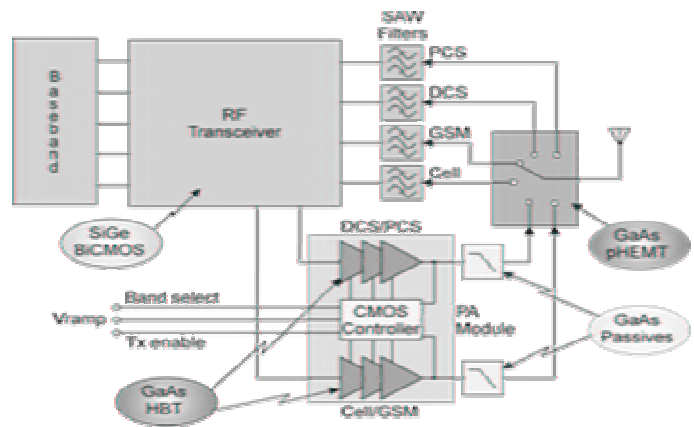 SAW
Filters
PCS
DCS
GSM
Cell
Baseband
RF
Transceiver
SiGe
BiCMOS
GaAs
pHEMT
DCS/PCS
Band select
Vramp
Tx enable
CMOS
Controller
PA
Module
GaAs
Passives
GaAs
HBT
Cell/GSM